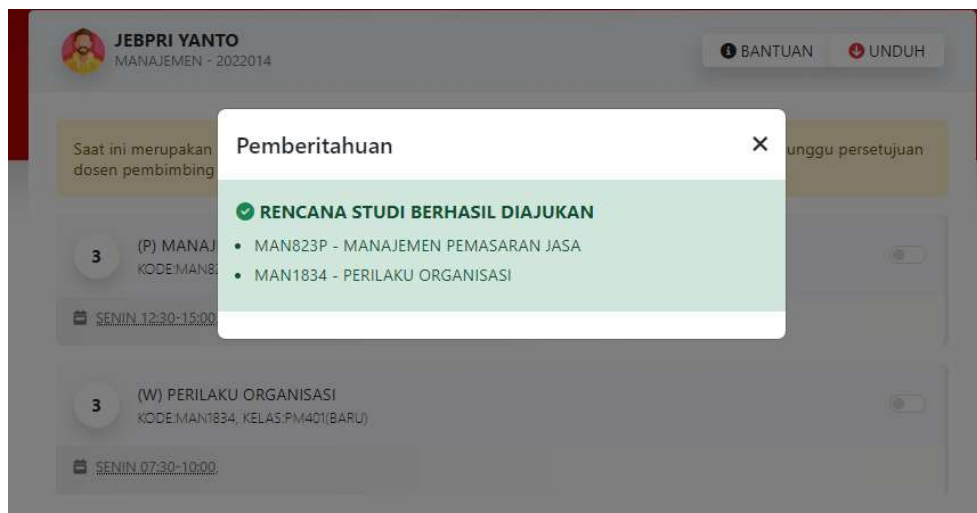 JEBPRI YANTO
MANAJEMEN - 2022014
BANTUAN
UNDUH
Saat ini merupakan
unggu persetujuan
dosen pembimbing
Pemberitahuan
RENCANA STUDI BERHASIL DIAJUKAN
MAN823P - MANAJEMEN PEMASARAN JASA
MAN1834 - PERILAKU ORGANISASI
3
(P) MANAJ
KODE:MAN82
SENIN 12:30-15:00
3
(W) PERILAKU ORGANISASI
KODE:MAN1834, KELAS:PM401(BARU)
SENIN 07:30-10:00,